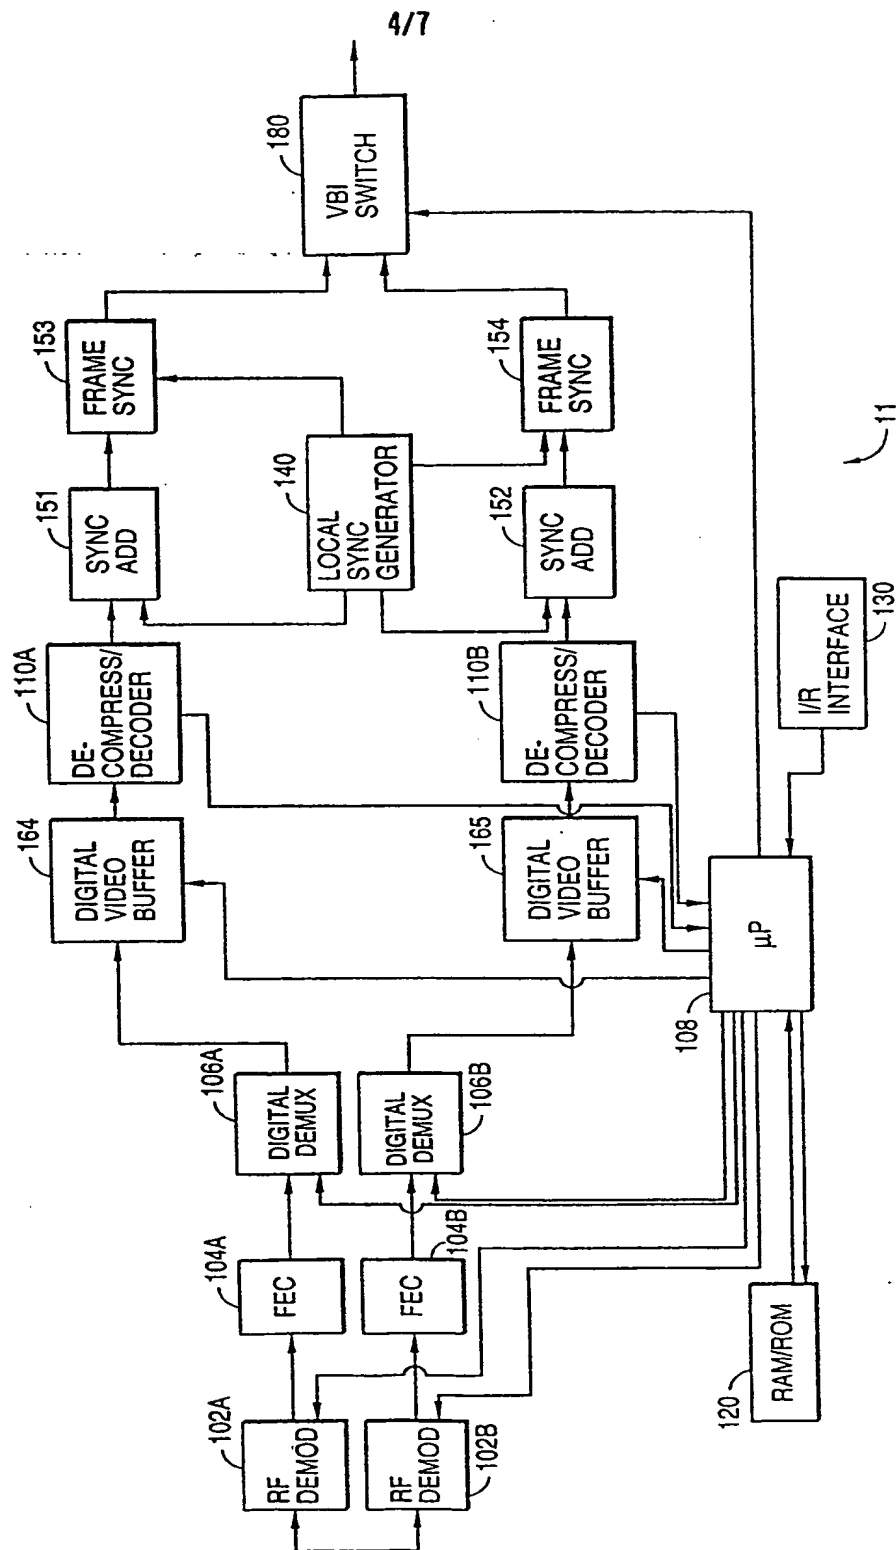 4/7
102A
RF
DEMOD
102B
RF
DEMOD
104A
FEC
104B
FEC
106A
DIGITAL
DEMUX
106B
DIGITAL
DEMUX
164
DIGITAL
VIDEO
BUFFER
165
DIGITAL
VIDEO
BUFFER
110A
DE-
COMPRESS/
DECODER
110B
DE-
COMPRESS/
DECODER
151
SYNC
ADD
140
LOCAL
SYNC
GENERATOR
152
SYNC
ADD
153
FRAME
SYNC
154
FRAME
SYNC
180
VBI
SWITCH
108
µP
120
RAM/ROM
130
I/R
INTERFACE
11